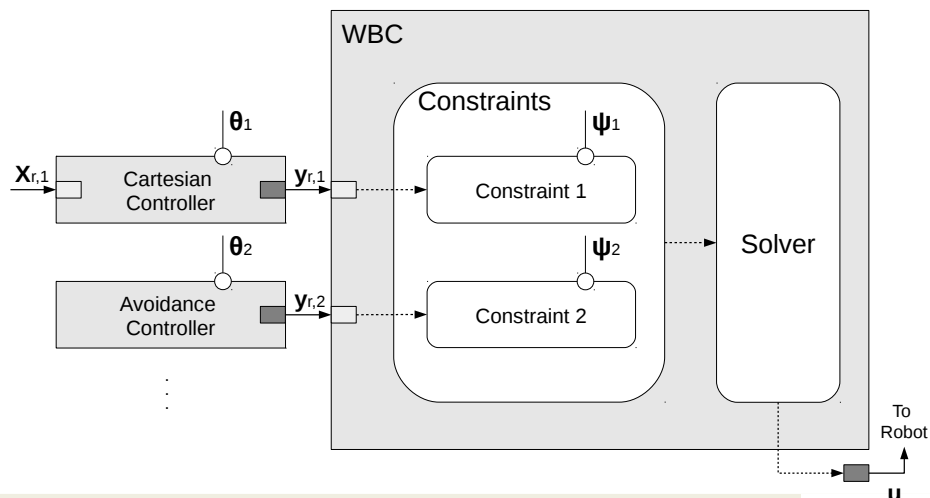 WBC
Constraints
θ1
ψ1
Xr,1
Cartesian
Controller
yr,1
Constraint 1
θ2
ψ2
Solver
Avoidance
Controller
yr,2
Constraint 2
To
Robot
u